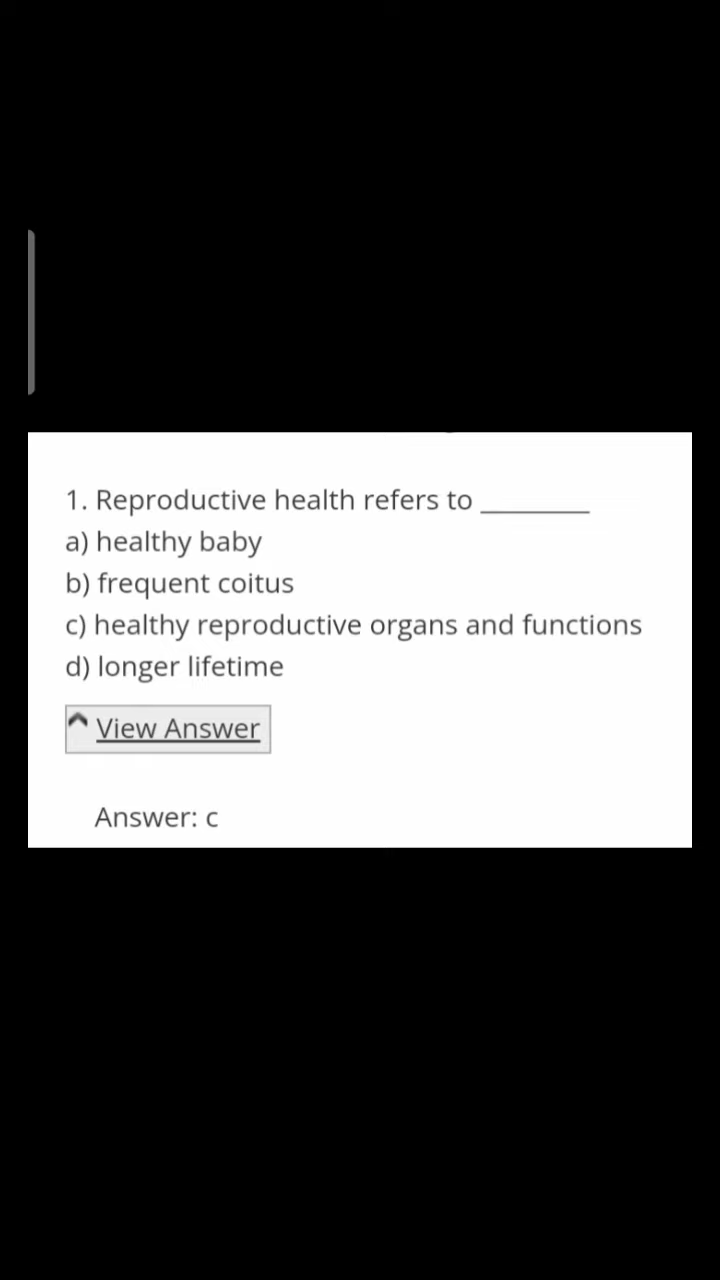 1. Reproductive health refers to ________
a) healthy baby
b) frequent coitus
c) healthy reproductive organs and functions
d) longer lifetime
View Answer
Answer: c